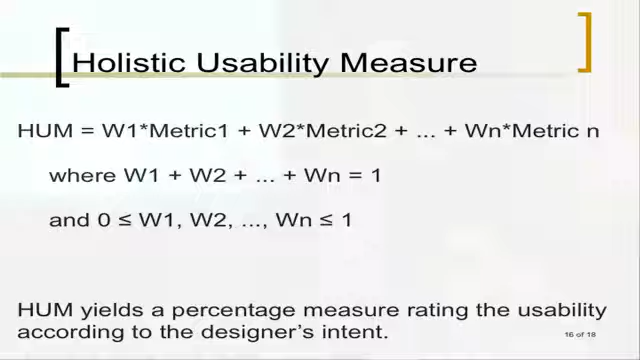 Holistic Usability Measure
HUM = W1*Metric1 + W2*Metric2 + ... + Wn*Metric n
where W1 + W2 + ... + Wn = 1
and 0 ≤ W1, W2, ..., Wn ≤ 1
HUM yields a percentage measure rating the usability
according to the designer's intent.
16 of 18